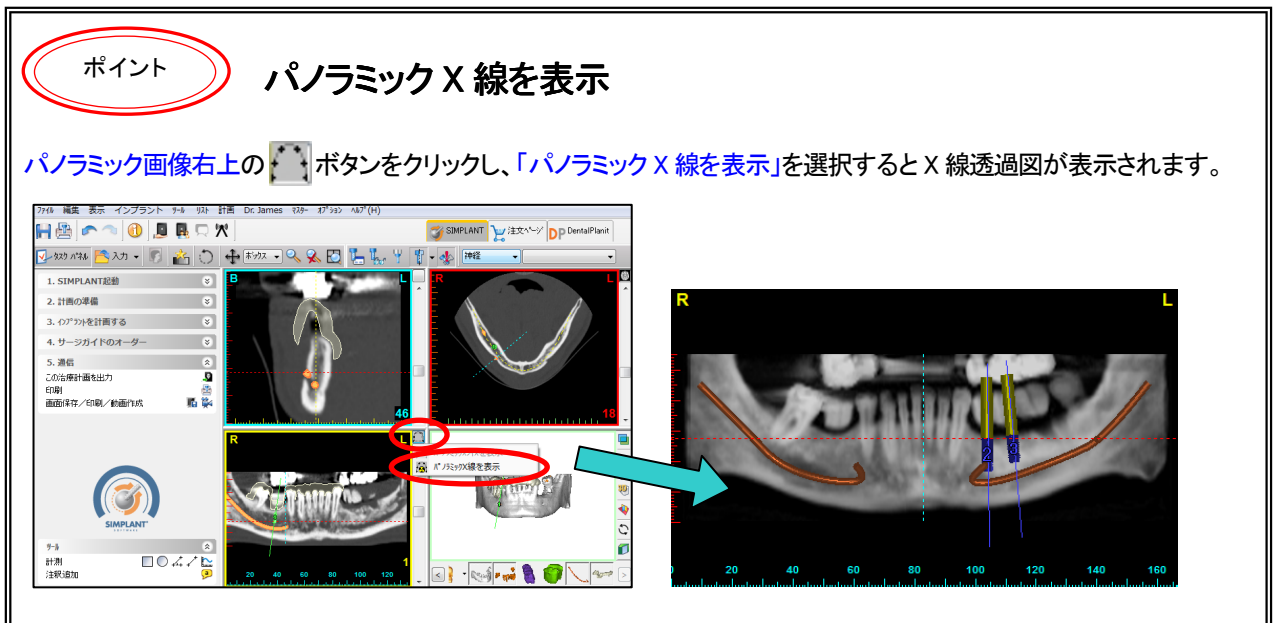 ポイント
パノラミック X 線を表示
パノラミック画像右上の ボタンをクリックし、「パノラミック X 線を表示」を選択すると X 線透過図が表示されます。
ﾌｧｲﾙ 編集 表示 インプラント ﾂｰﾙ ﾘｽﾄ 計画 Dr. James ﾏｽﾀｰ ｵﾌﾟｼｮﾝ ﾍﾙﾌﾟ(H)
SIMPLANT 注文ﾍﾟｰｼﾞ DP DentalPlanit
ﾀｽｸ ﾊﾟﾈﾙ 入力 ﾎﾞｯｸｽ 神経
1. SIMPLANT起動
2. 計画の準備
3. ｲﾝﾌﾟﾗﾝﾄを計画する
4. サージガイドのオーダー
5. 通信
この治療計画を出力
印刷
画面保存／印刷／動画作成
SIMPLANT
SOFTWARE
ﾂｰﾙ
計測
注釈追加
B L
46
R L
18
R L
ﾊﾟﾉﾗﾐｯｸX線を表示
1
20 40 60 80 100 120
R L
2 3
0 20 40 60 80 100 120 140 160